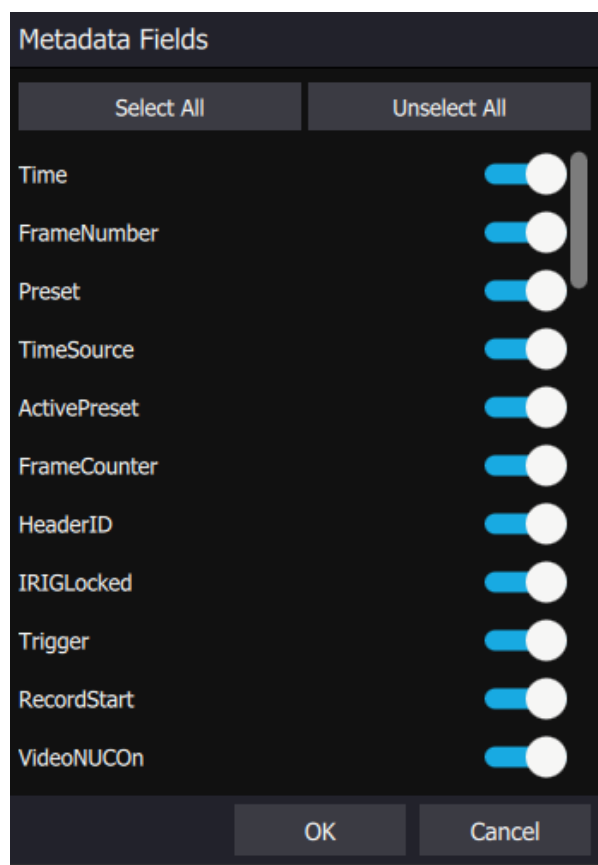 Metadata Fields
Select All Unselect All
Time
FrameNumber
Preset
TimeSource
ActivePreset
FrameCounter
HeaderID
IRIGLocked
Trigger
RecordStart
VideoNUCOn
OK Cancel